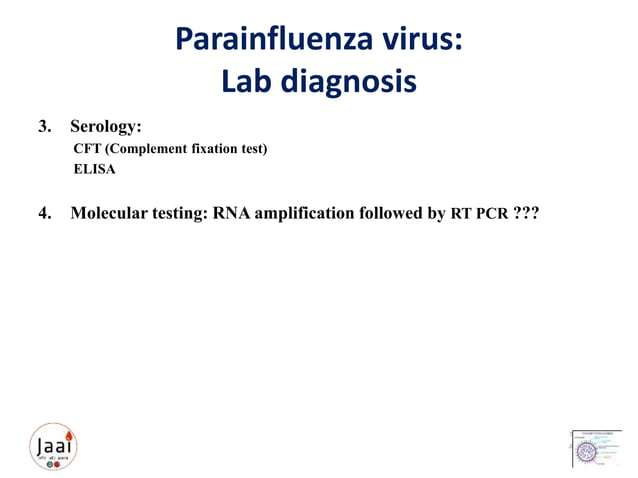 Parainfluenza virus:
Lab diagnosis
3. Serology:
CFT (Complement fixation test)
ELISA
4. Molecular testing: RNA amplification followed by RT PCR ???
Jaai